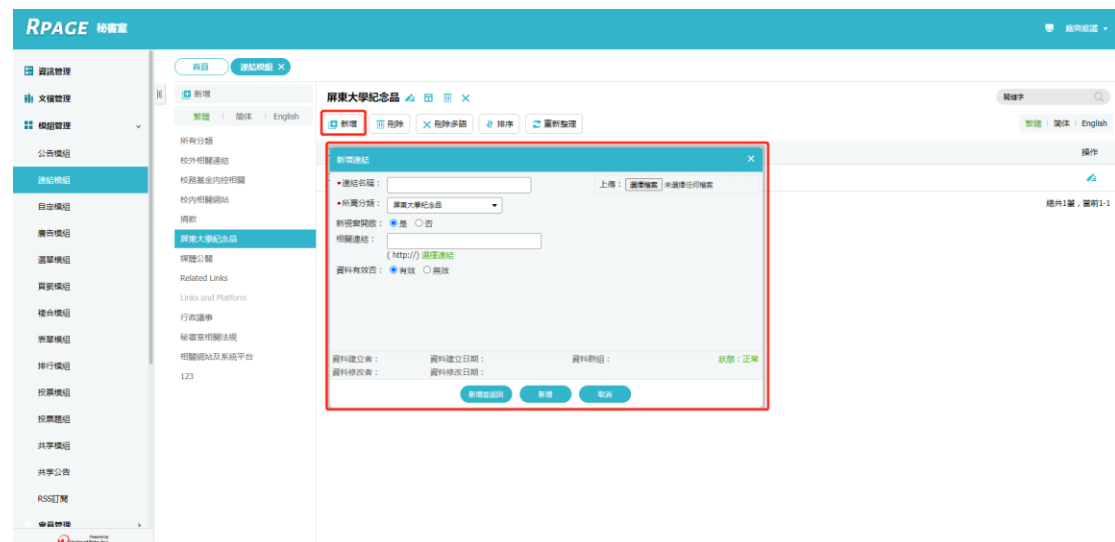 RPAGE 秘書室
廠商維護
資訊管理
文檔管理
模組管理
公告模組
連結模組
自定模組
廣告模組
選單模組
頁籤模組
複合模組
表單模組
排行模組
投票模組
投票題組
共享模組
共享公告
RSS訂閱
會員管理
Powered by
首頁
連結模組 ×
新增
繁體 | 簡体 | English
所有分類
校外相關連結
校務基金內控相關
校內相關網站
捐款
屏東大學紀念品
媒體公關
Related Links
Links and Platform
行政議事
秘書室相關法規
相關網站及系統平台
123
屏東大學紀念品
關鍵字
新增 刪除 刪除多語 排序 重新整理
繁體 | 簡体 | English
操作
總共1筆,當前1-1
新增連結 ×
•連結名稱:
上傳: 選擇檔案 未選擇任何檔案
•所屬分類: 屏東大學紀念品
新視窗開啟: 是 否
相關連結:
( http://) 選擇連結
資料有效否: 有效 無效
資料建立者: 資料建立日期: 資料群組: 狀態:正常
資料修改者: 資料修改日期:
新增並返回 新增 取消